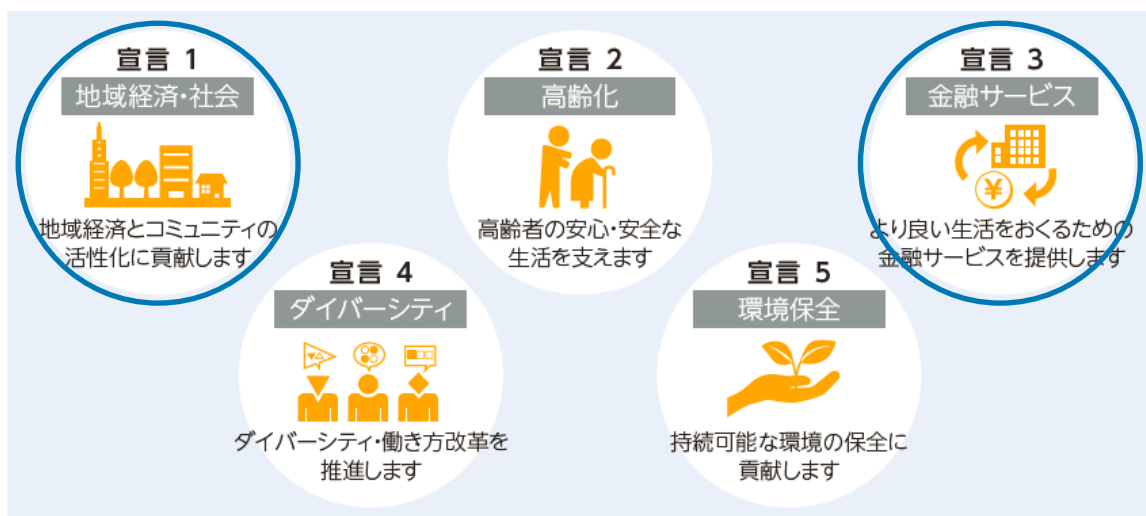 宣言 1
地域経済・社会
地域経済とコミュニティの
活性化に貢献します
宣言 2
高齢化
高齢者の安心・安全な
生活を支えます
宣言 3
金融サービス
¥
より良い生活をおくるための
金融サービスを提供します
宣言 4
ダイバーシティ
ダイバーシティ・働き方改革を
推進します
宣言 5
環境保全
持続可能な環境の保全に
貢献します